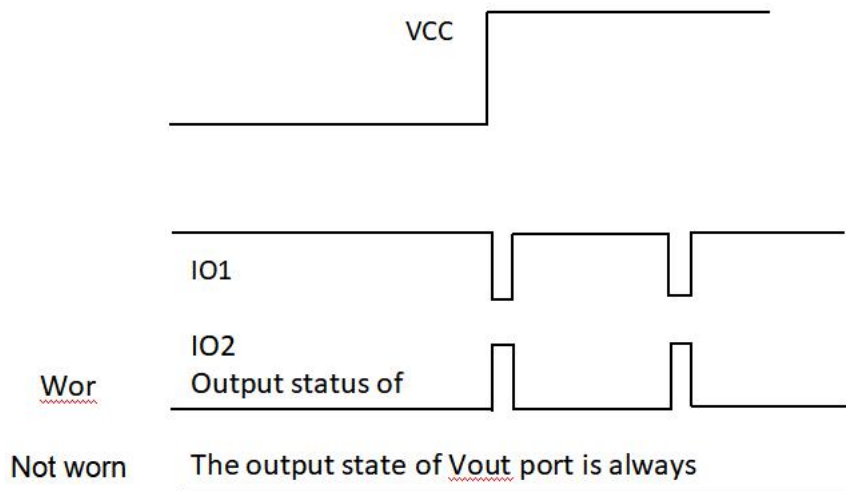 VCC
IO1
IO2
Wor Output status of
Not worn The output state of Vout port is always